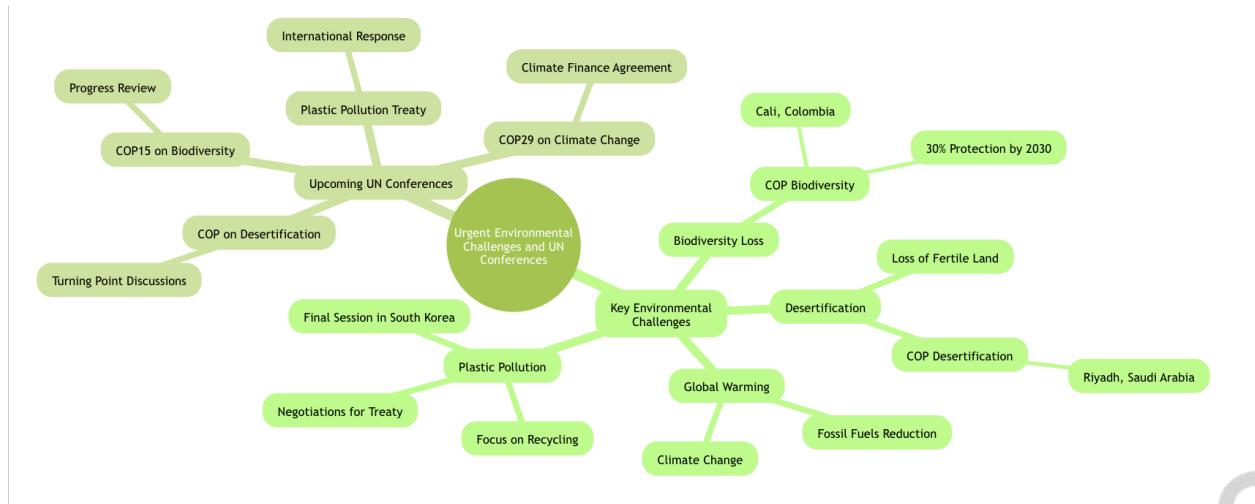 International Response
Climate Finance Agreement
Progress Review
Plastic Pollution Treaty
COP29 on Climate Change
COP15 on Biodiversity
Upcoming UN Conferences
COP on Desertification
Turning Point Discussions
Urgent Environmental
Challenges and UN
Conferences
Cali, Colombia
30% Protection by 2030
COP Biodiversity
Biodiversity Loss
Loss of Fertile Land
Key Environmental
Challenges
Desertification
COP Desertification
Riyadh, Saudi Arabia
Final Session in South Korea
Plastic Pollution
Negotiations for Treaty
Focus on Recycling
Global Warming
Fossil Fuels Reduction
Climate Change